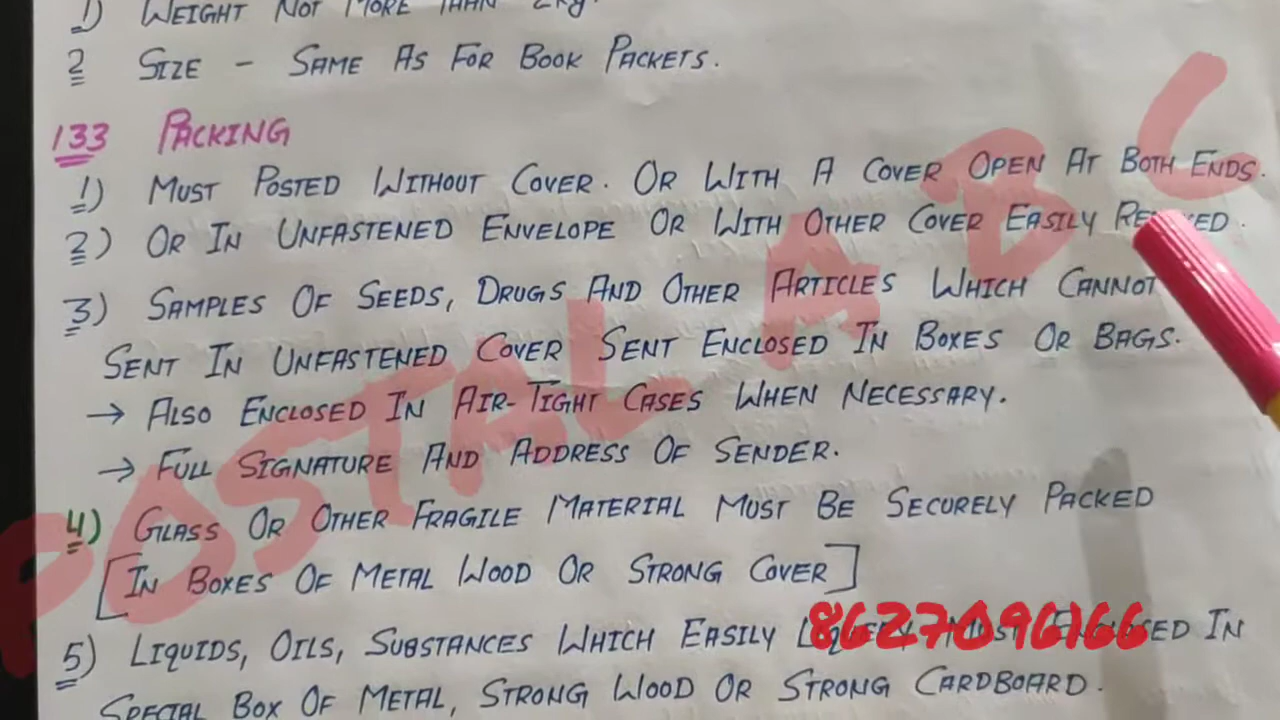 1) WEIGHT NOT MORE THAN 2Kg.
2 SIZE - SAME AS FOR BOOK PACKETS.
133 PACKING
1) MUST POSTED WITHOUT COVER. OR WITH A COVER OPEN AT BOTH ENDS.
2) OR IN UNFASTENED ENVELOPE OR WITH OTHER COVER EASILY
3) SAMPLES OF SEEDS, DRUGS AND OTHER ARTICLES WHICH CANNOT
SENT IN UNFASTENED COVER SENT ENCLOSED IN BOXES OR BAGS.
→ ALSO ENCLOSED IN AIR-TIGHT CASES WHEN NECESSARY.
→ FULL SIGNATURE AND ADDRESS OF SENDER.
4) GLASS OR OTHER FRAGILE MATERIAL MUST BE SECURELY PACKED
[IN BOXES OF METAL WOOD OR STRONG COVER]
5) LIQUIDS, OILS, SUBSTANCES WHICH EASILY LIQUEFY MUST ENCLOSED IN
SPECIAL BOX OF METAL, STRONG WOOD OR STRONG CARDBOARD.
POSTAL A B C
8627096166